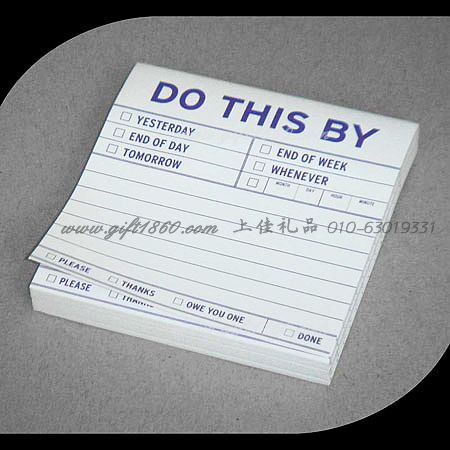 DO THIS BY
YESTERDAY
END OF DAY
TOMORROW
END OF WEEK
WHENEVER
MONTH DAY HOUR MINUTE
www.gift1860.com 上佳礼品 010-63019331
PLEASE THANKS
PLEASE THANKS OWE YOU ONE DONE